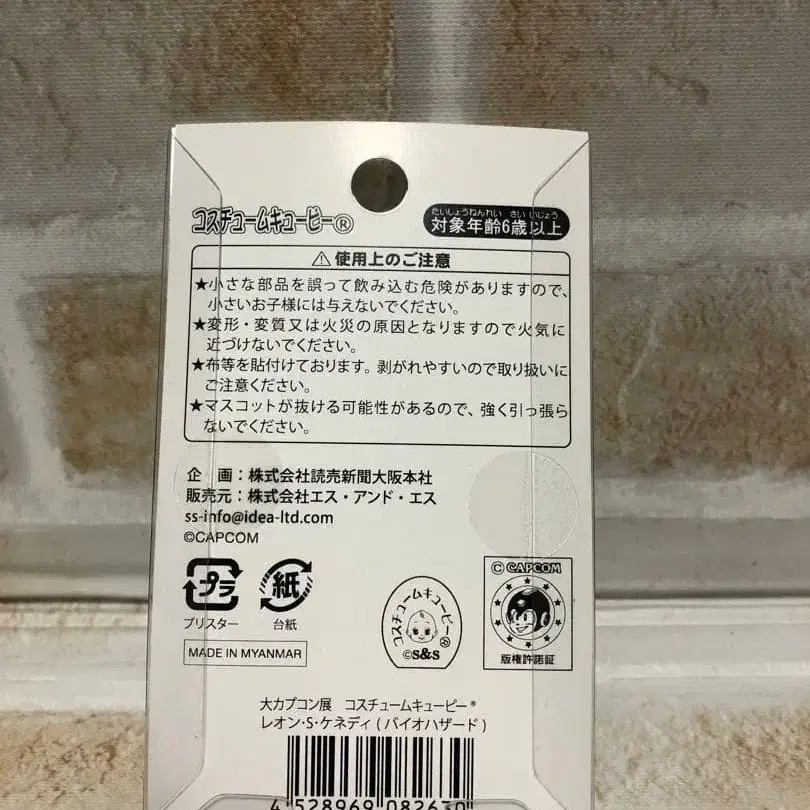 コスチュームキューピー®
たいしょうねんれい さい いじょう
対象年齢6歳以上
⚠使用上のご注意
★小さな部品を誤って飲み込む危険がありますので、
小さいお子様には与えないでください。
★変形・変質又は火災の原因となりますので火気に
近づけないでください。
★布等を貼付けております。剥がれやすいので取り扱いに
ご注意ください。
★マスコットが抜ける可能性があるので、強く引っ張ら
ないでください。
企 画：株式会社読売新聞大阪本社
販売元：株式会社エス・アンド・エス
ss-info@idea-ltd.com
©CAPCOM
プラ
ブリスター
紙
台紙
コスチュームキューピー®
©S&S
© CAPCOM
版権許諾証
MADE IN MYANMAR
大カプコン展 コスチュームキューピー®
レオン・S・ケネディ(バイオハザード)
4 528969 082630